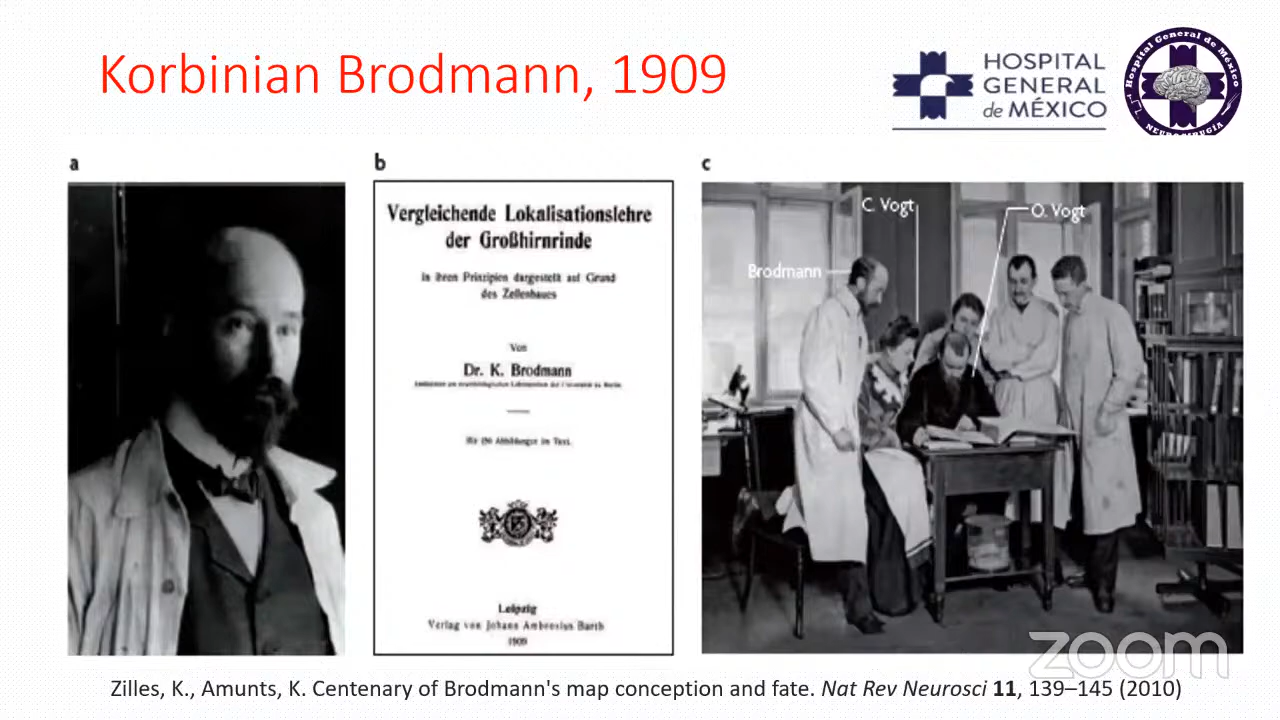 Korbinian Brodmann, 1909
HOSPITAL
GENERAL
de MÉXICO
Hospital General de México
NEUROCIRUGÍA
a
b
c
Vergleichende Lokalisationslehre
der Großhirnrinde
in ihren Prinzipien dargestellt auf Grund
des Zellenbaues
Von
Dr. K. Brodmann
Mit 150 Abbildungen im Text.
Leipzig
Verlag von Johann Ambrosius Barth
1909
C. Vogt
O. Vogt
Brodmann
zoom
Zilles, K., Amunts, K. Centenary of Brodmann's map conception and fate. Nat Rev Neurosci 11, 139–145 (2010)